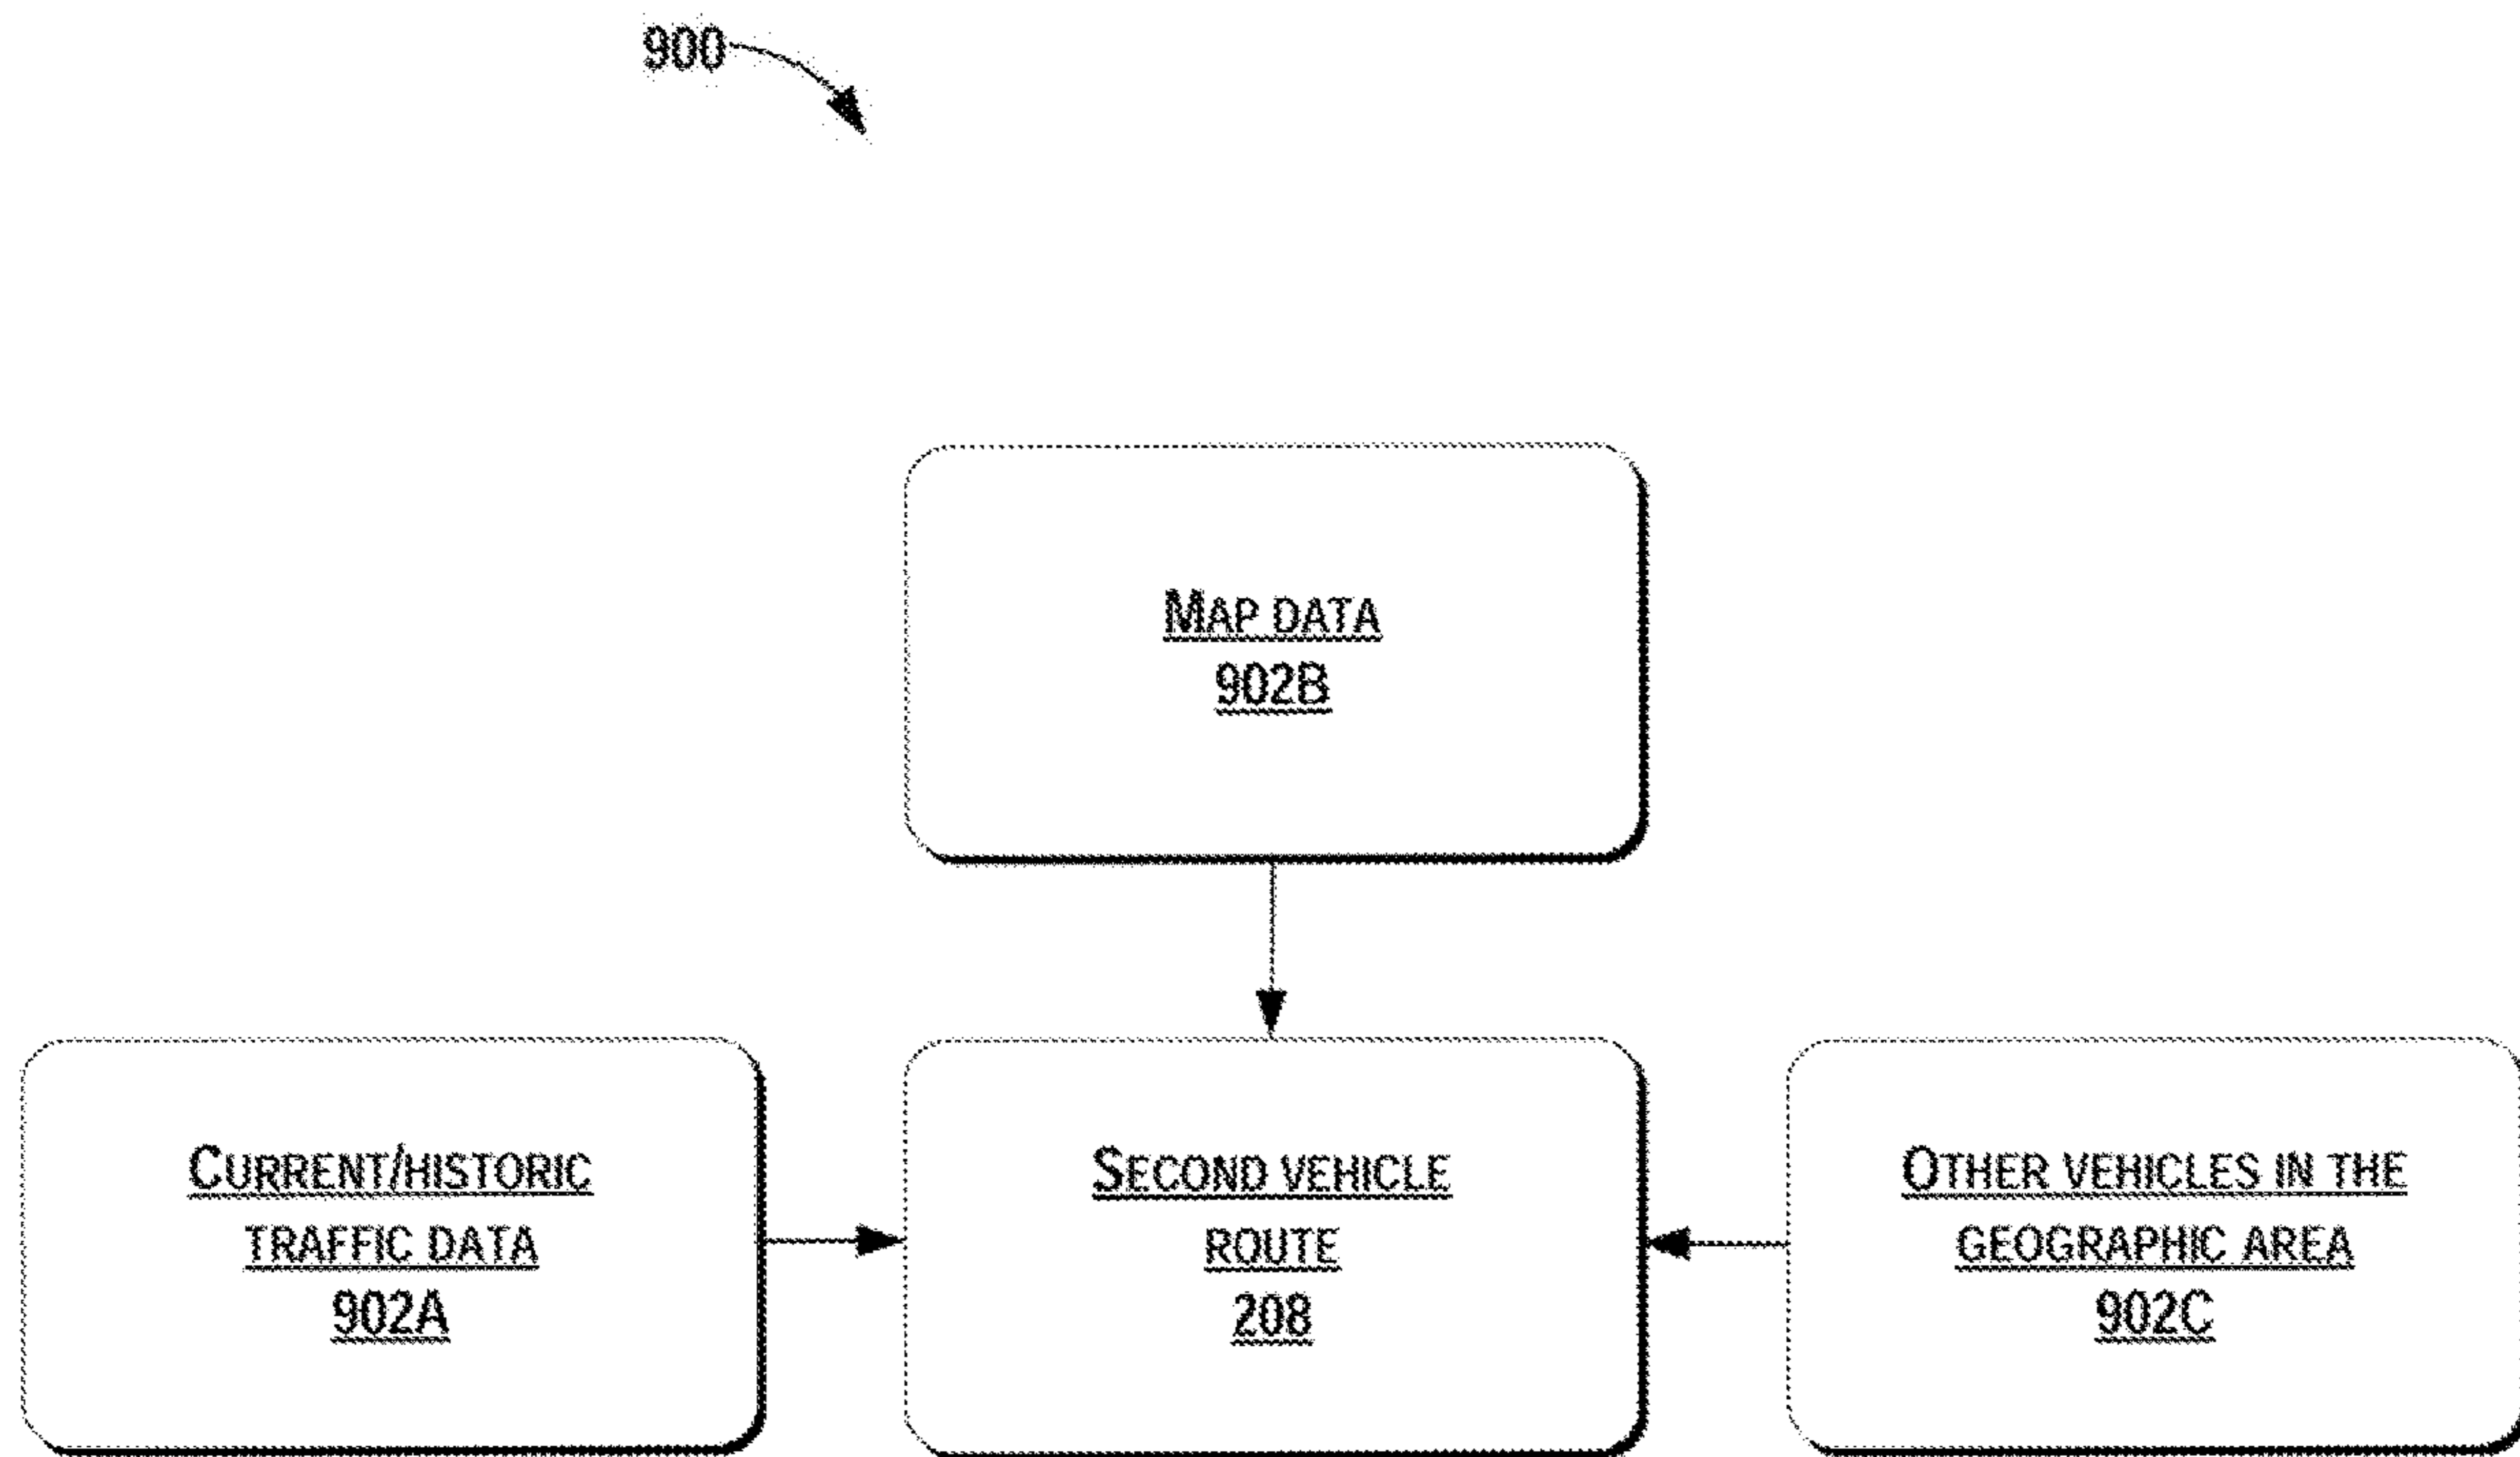 900
MAP DATA
902B
CURRENT/HISTORIC
TRAFFIC DATA
902A
SECOND VEHICLE
ROUTE
208
OTHER VEHICLES IN THE
GEOGRAPHIC AREA
902C